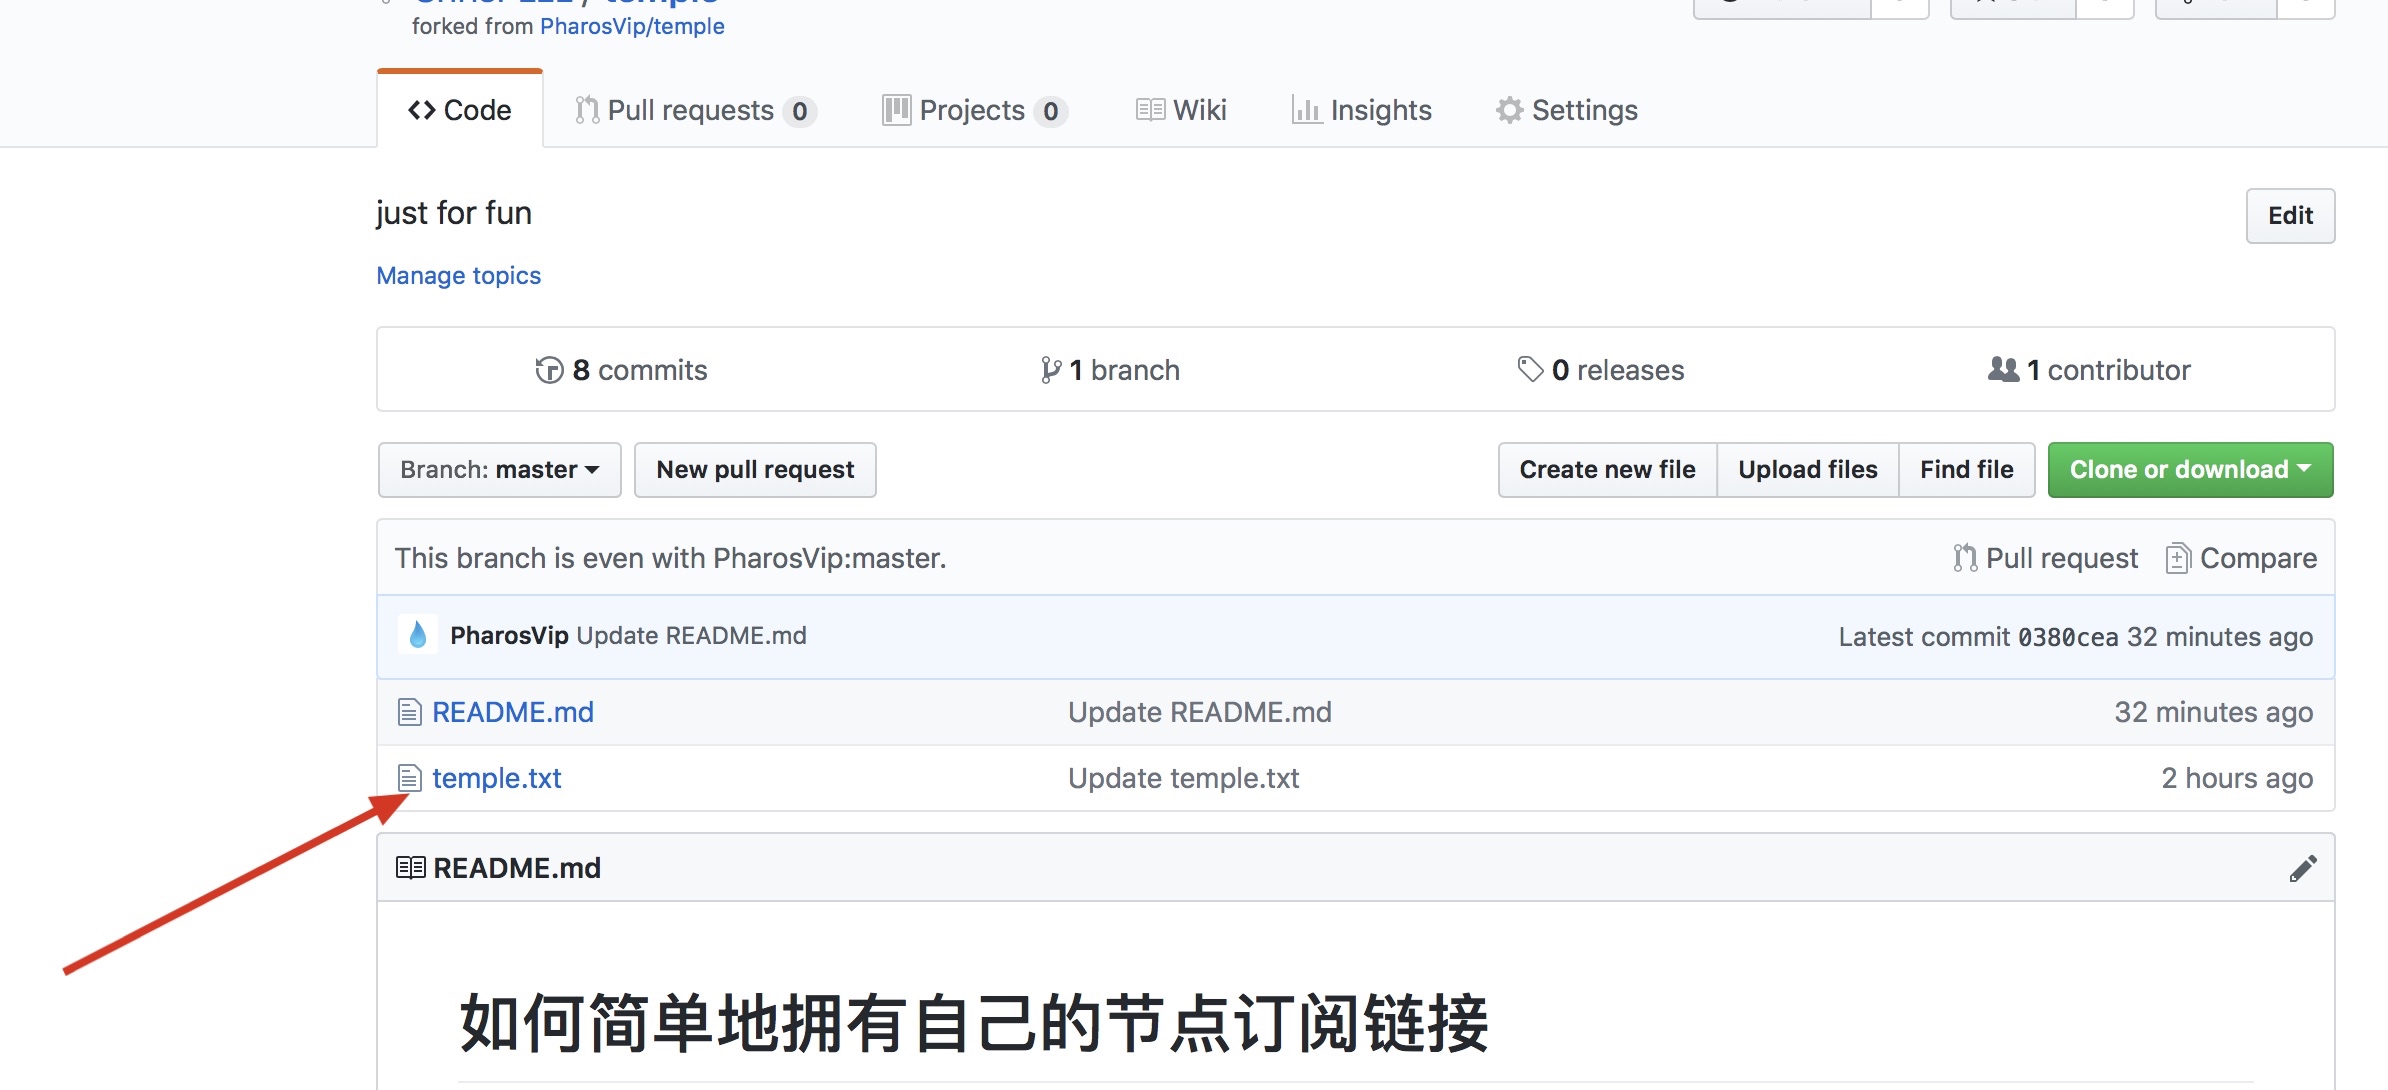 forked from PharosVip/temple
Code Pull requests 0 Projects 0 Wiki Insights Settings
just for fun Edit
Manage topics
8 commits 1 branch 0 releases 1 contributor
Branch: master New pull request Create new file Upload files Find file Clone or download
This branch is even with PharosVip:master. Pull request Compare
PharosVip Update README.md Latest commit 0380cea 32 minutes ago
README.md Update README.md 32 minutes ago
temple.txt Update temple.txt 2 hours ago
README.md
如何简单地拥有自己的节点订阅链接